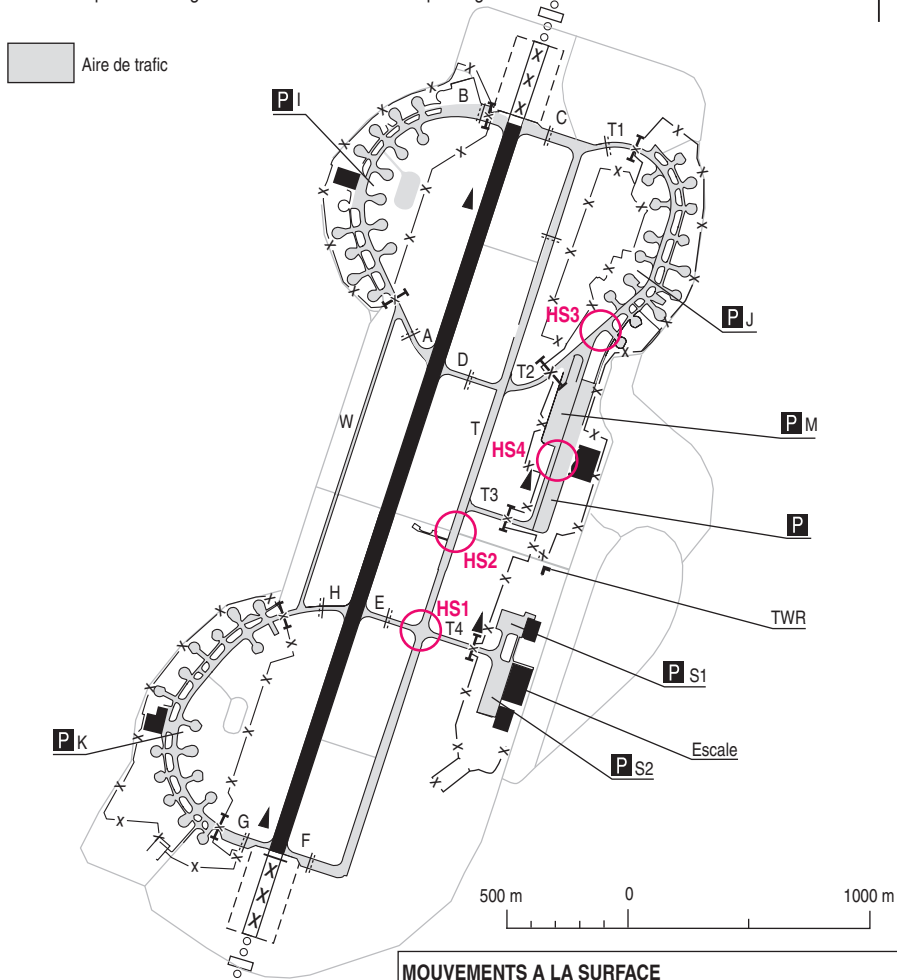 Aire de trafic
P I
B
C
T1
P J
HS3
A
D
T2
W
T
P M
HS4
T3
P
HS2
TWR
H
E
HS1
T4
P S1
Escale
P K
P S2
G
F
500 m
0
1000 m
MOUVEMENTS A LA SURFACE